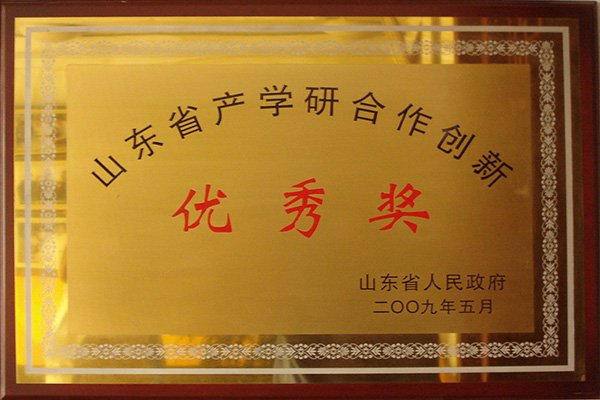 山东省产学研合作创新
优秀奖
山东省人民政府
二〇〇九年五月